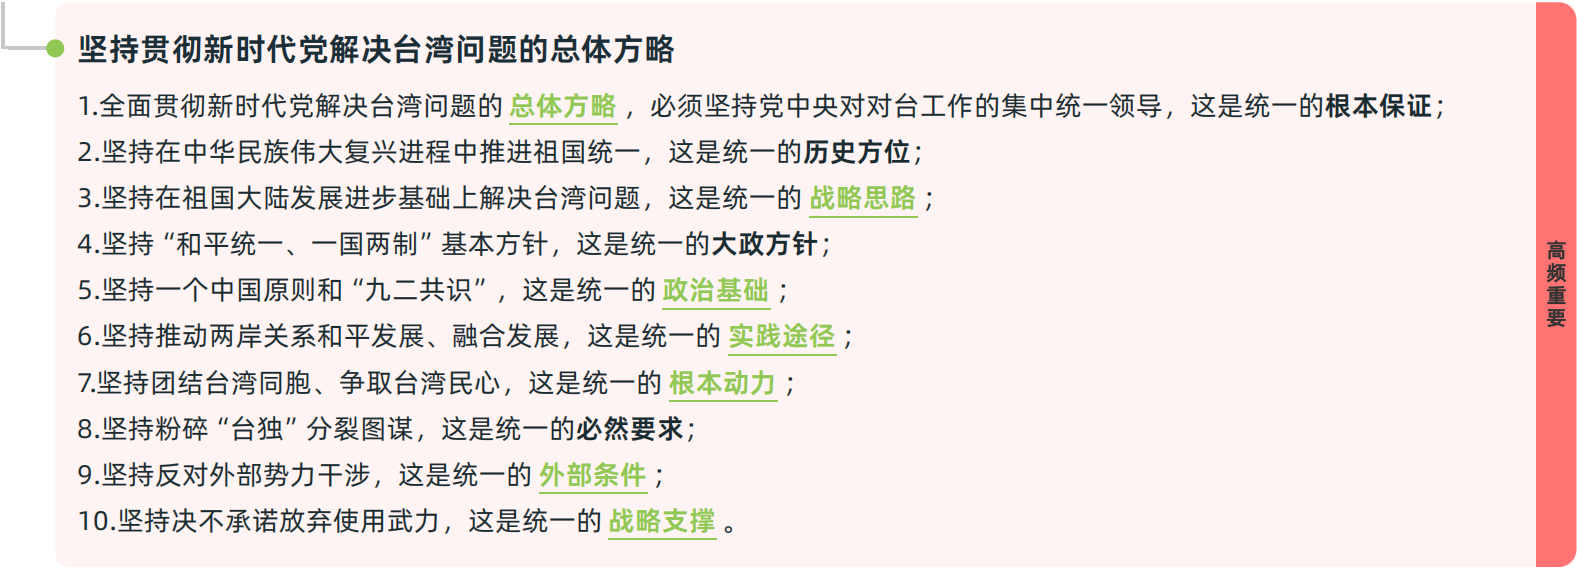 坚持贯彻新时代党解决台湾问题的总体方略
1.全面贯彻新时代党解决台湾问题的总体方略，必须坚持党中央对对台工作的集中统一领导，这是统一的根本保证；
2.坚持在中华民族伟大复兴进程中推进祖国统一，这是统一的历史方位；
3.坚持在祖国大陆发展进步基础上解决台湾问题，这是统一的战略思路；
4.坚持“和平统一、一国两制”基本方针，这是统一的大政方针；
5.坚持一个中国原则和“九二共识”，这是统一的政治基础；
6.坚持推动两岸关系和平发展、融合发展，这是统一的实践途径；
7.坚持团结台湾同胞、争取台湾民心，这是统一的根本动力；
8.坚持粉碎“台独”分裂图谋，这是统一的必然要求；
9.坚持反对外部势力干涉，这是统一的外部条件；
10.坚持决不承诺放弃使用武力，这是统一的战略支撑。
高频重要